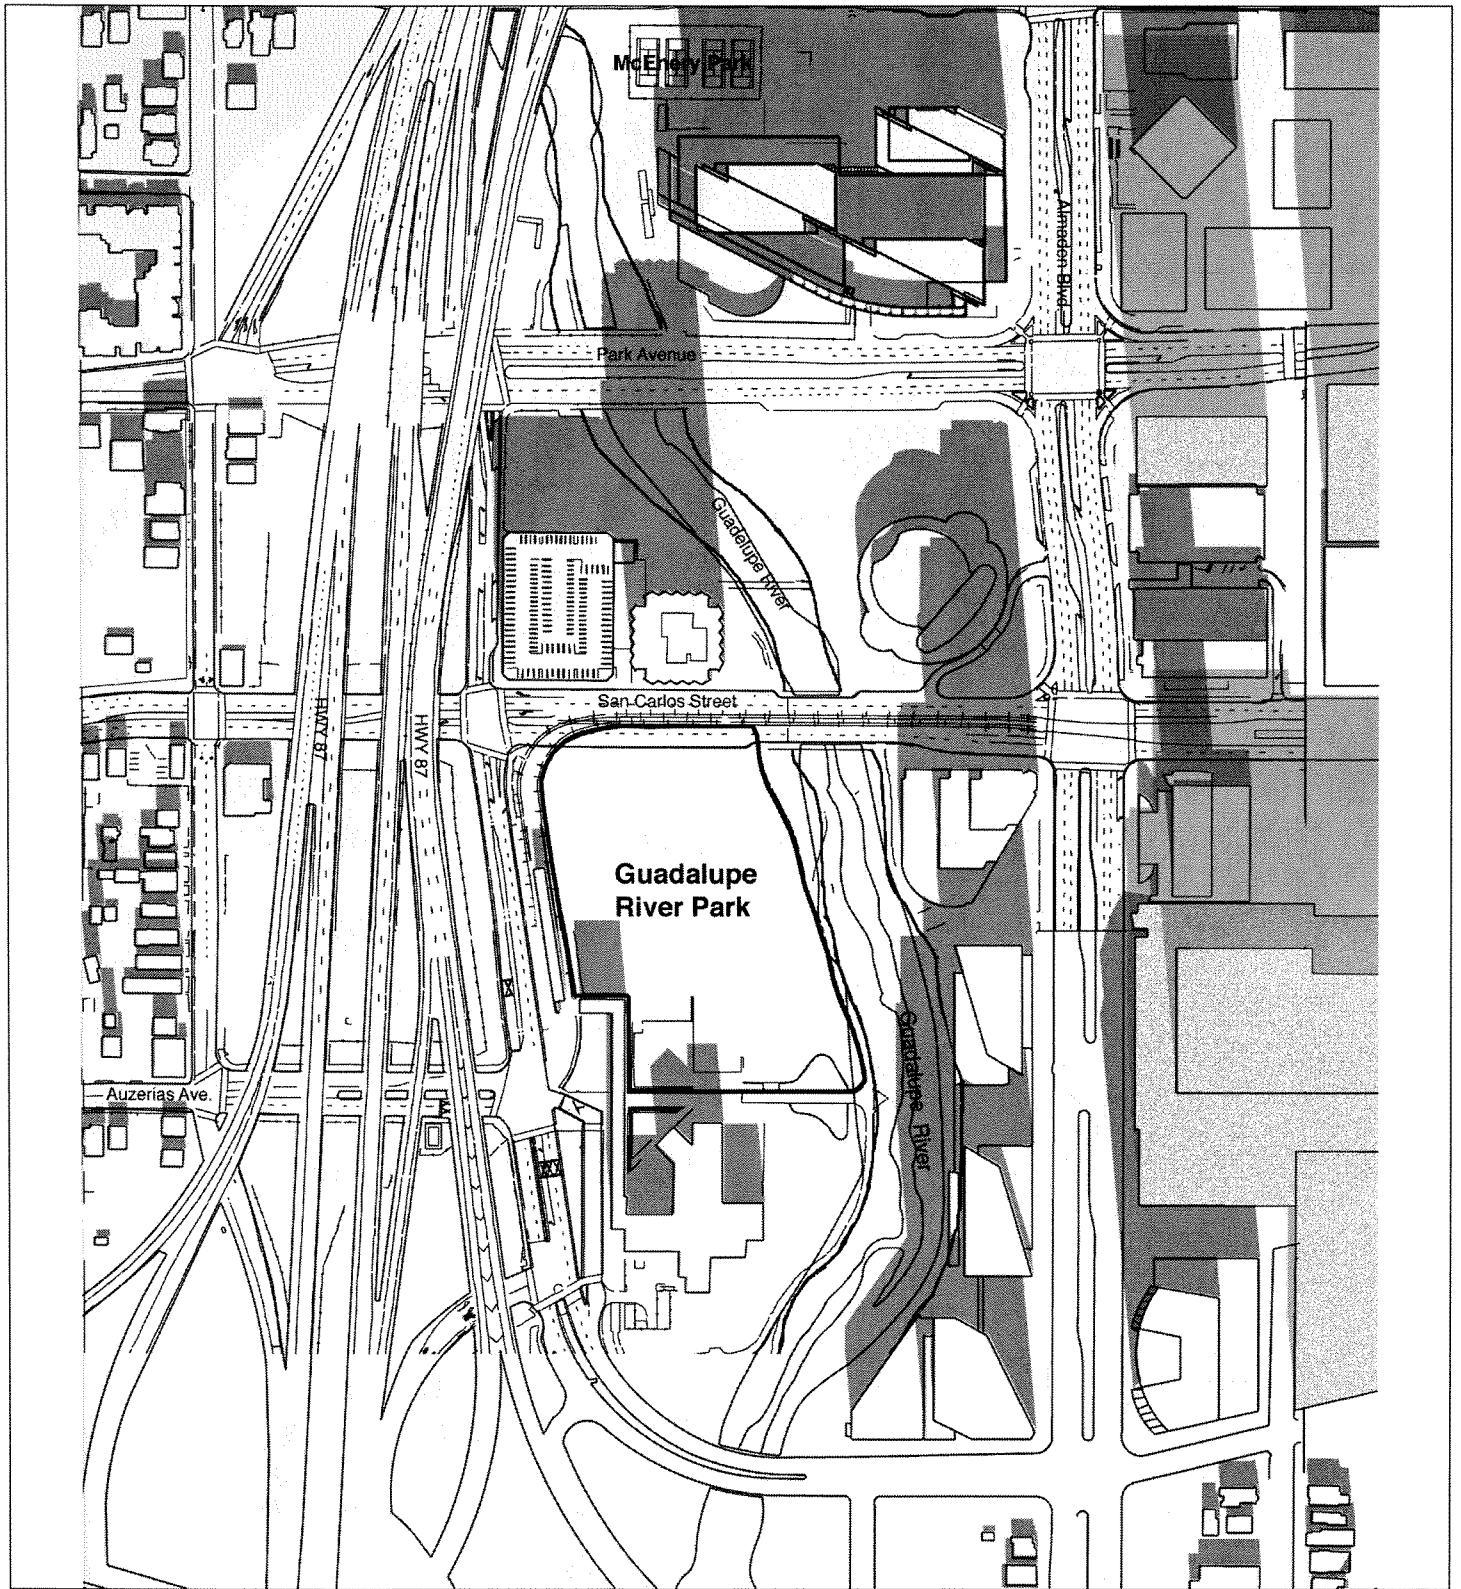 McEnery Park
Almaden Blvd
Park Avenue
Guadelupe River
San Carlos Street
HWY 87
HWY 87
Guadalupe
River Park
Guadalupe River
Auzerias Ave.